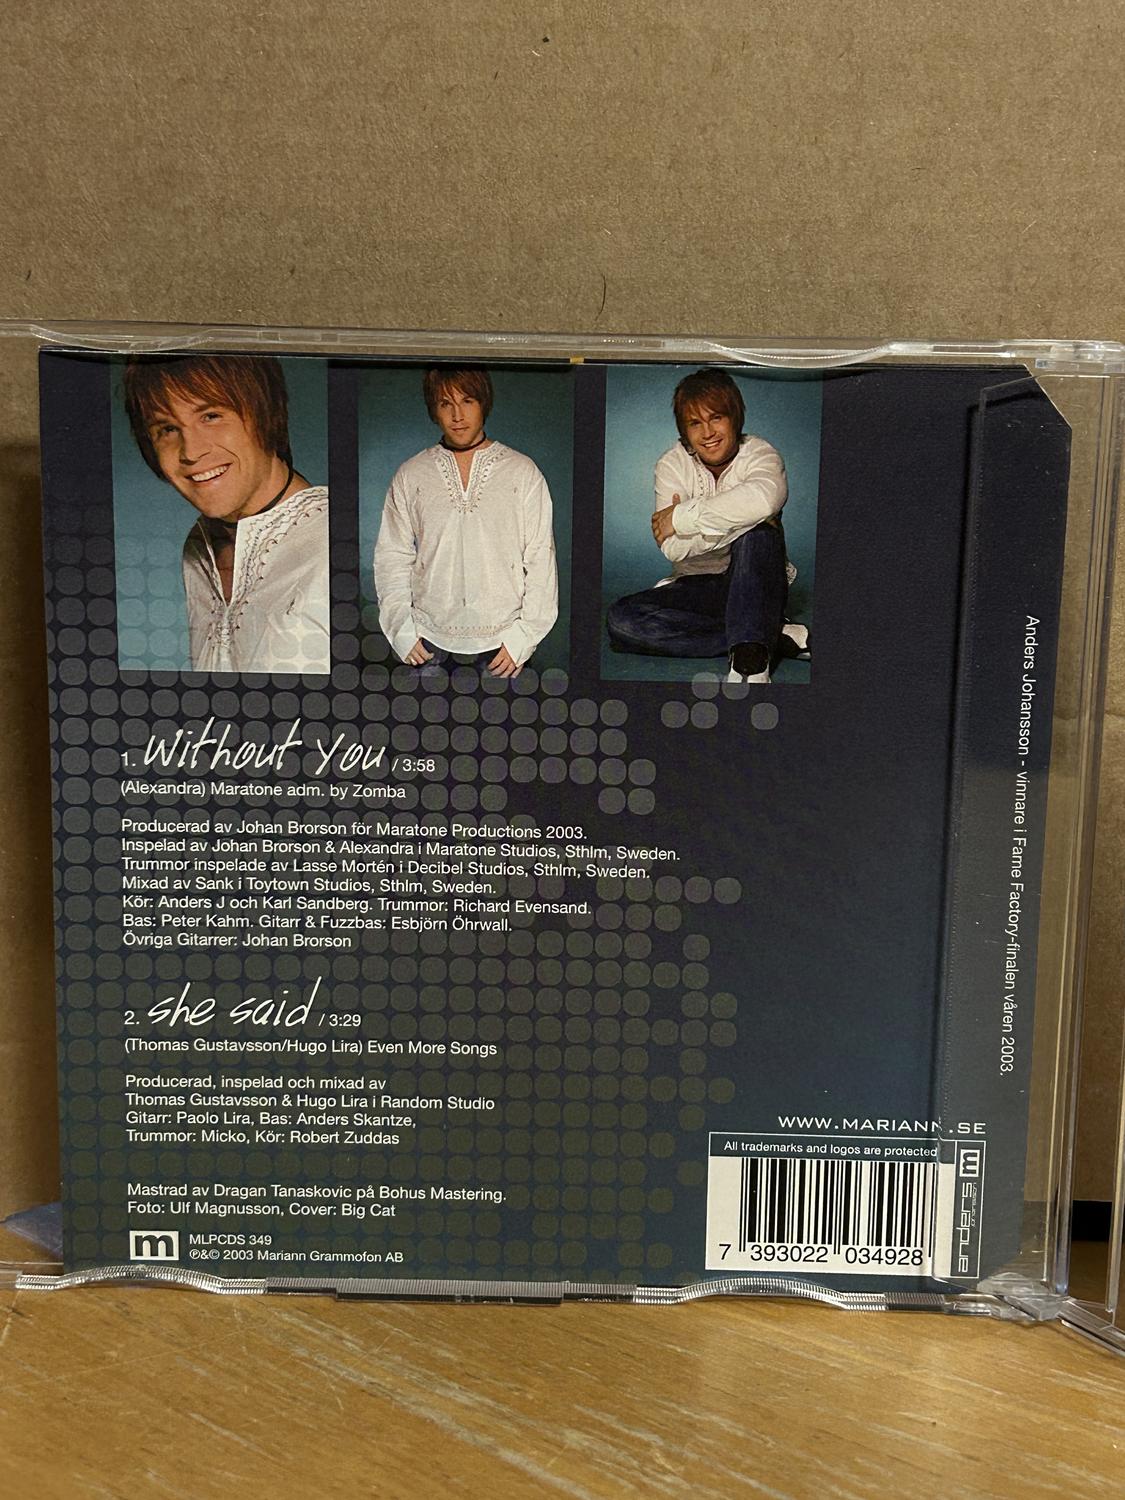 1. Without You / 3:58
(Alexandra) Maratone adm. by Zomba
Producerad av Johan Brorson för Maratone Productions 2003.
Inspelad av Johan Brorson & Alexandra i Maratone Studios, Sthlm, Sweden.
Trummor inspelade av Lasse Mortén i Decibel Studios, Sthlm, Sweden.
Mixad av Sank i Toytown Studios, Sthlm, Sweden.
Kör: Anders J och Karl Sandberg. Trummor: Richard Evensand.
Bas: Peter Kahm. Gitarr & Fuzzbas: Esbjörn Öhrwall.
Övriga Gitarrer: Johan Brorson
2. she said / 3:29
(Thomas Gustavsson/Hugo Lira) Even More Songs
Producerad, inspelad och mixad av
Thomas Gustavsson & Hugo Lira i Random Studio
Gitarr: Paolo Lira, Bas: Anders Skantze,
Trummor: Micko, Kör: Robert Zuddas
Mastrad av Dragan Tanaskovic på Bohus Mastering.
Foto: Ulf Magnusson, Cover: Big Cat
m MLPCDS 349
℗&© 2003 Mariann Grammofon AB
WWW.MARIANN.SE
All trademarks and logos are protected
7 393022 034928
m
anders johansson
Anders Johansson - vinnare i Fame Factory-finalen våren 2003.